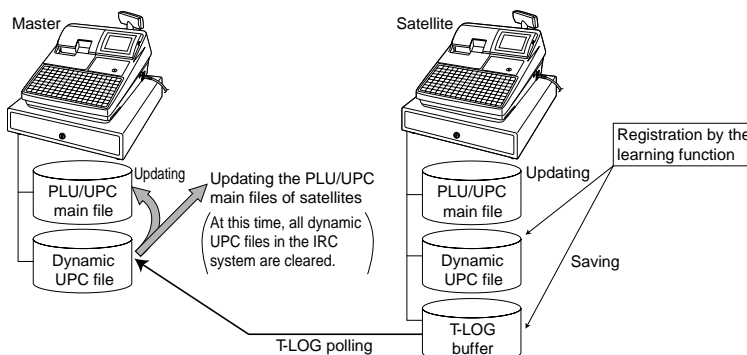 Master
PLU/UPC
main file
Dynamic
UPC file
Updating
Updating the PLU/UPC
main files of satellites
At this time, all dynamic
UPC files in the IRC
system are cleared.
T-LOG polling
Satellite
PLU/UPC
main file
Dynamic
UPC file
T-LOG
buffer
Updating
Saving
Registration by the
learning function